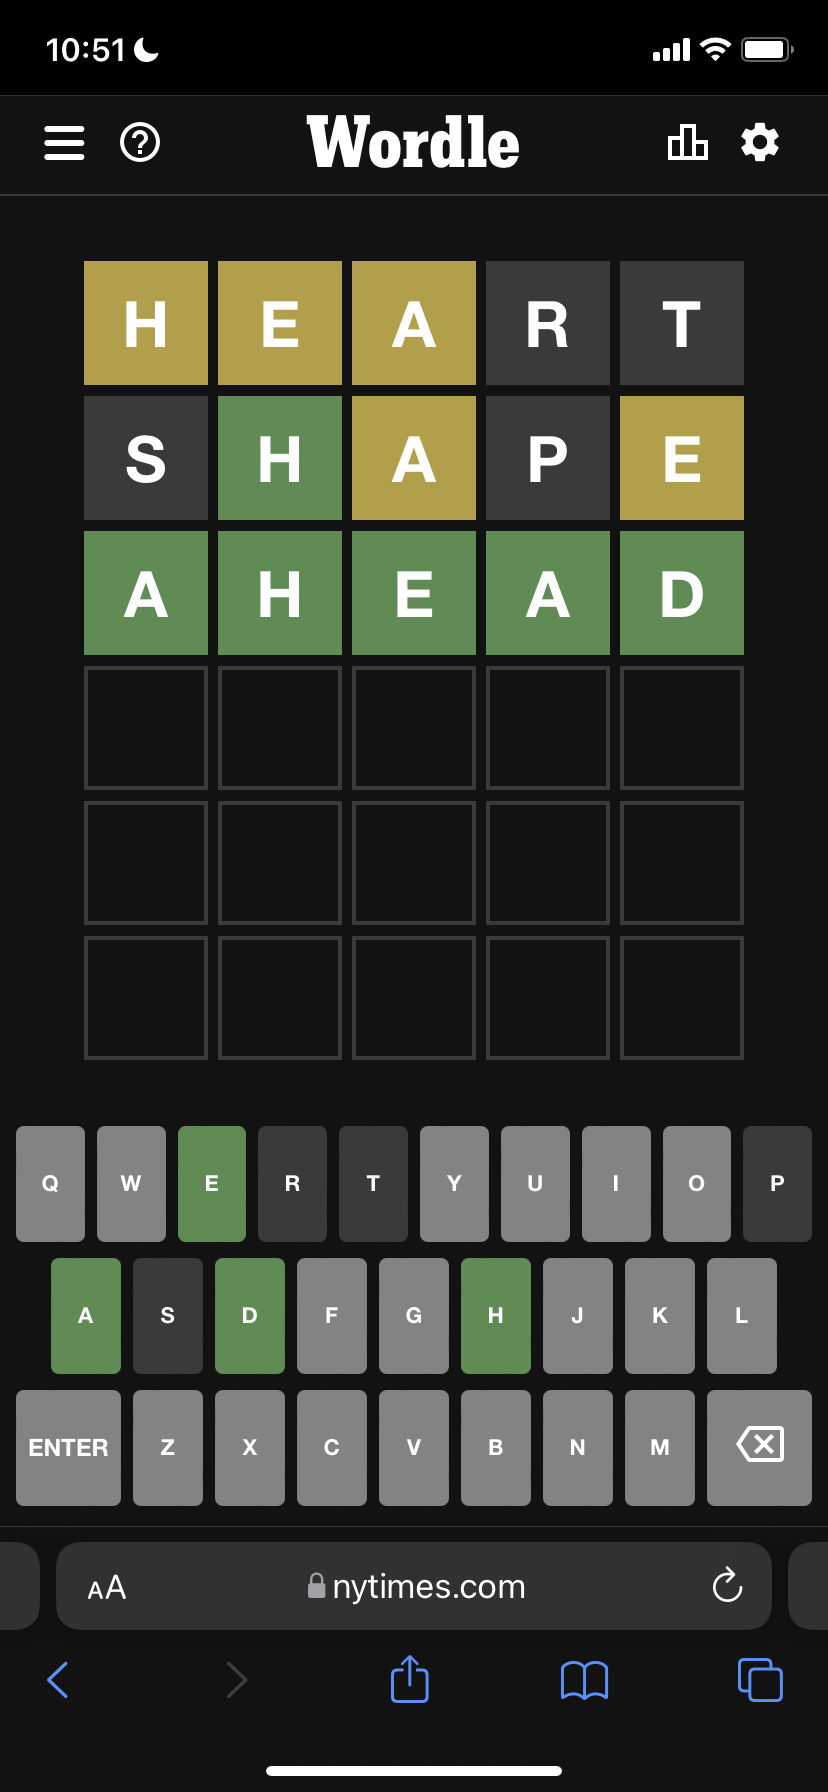 10:51
Wordle
H E A R T
S H A P E
A H E A D
Q W E R T Y U I O P
A S D F G H J K L
ENTER Z X C V B N M
AA nytimes.com